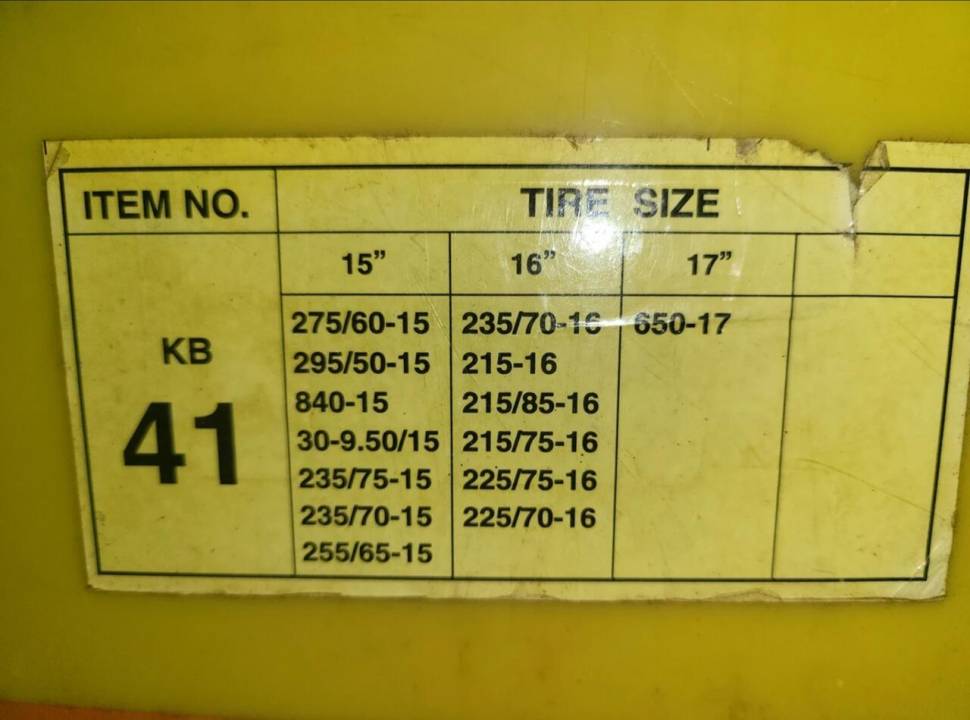 ITEM NO. TIRE SIZE
15” 16” 17”
KB
41
275/60-15 235/70-16 650-17
295/50-15 215-16
840-15 215/85-16
30-9.50/15 215/75-16
235/75-15 225/75-16
235/70-15 225/70-16
255/65-15